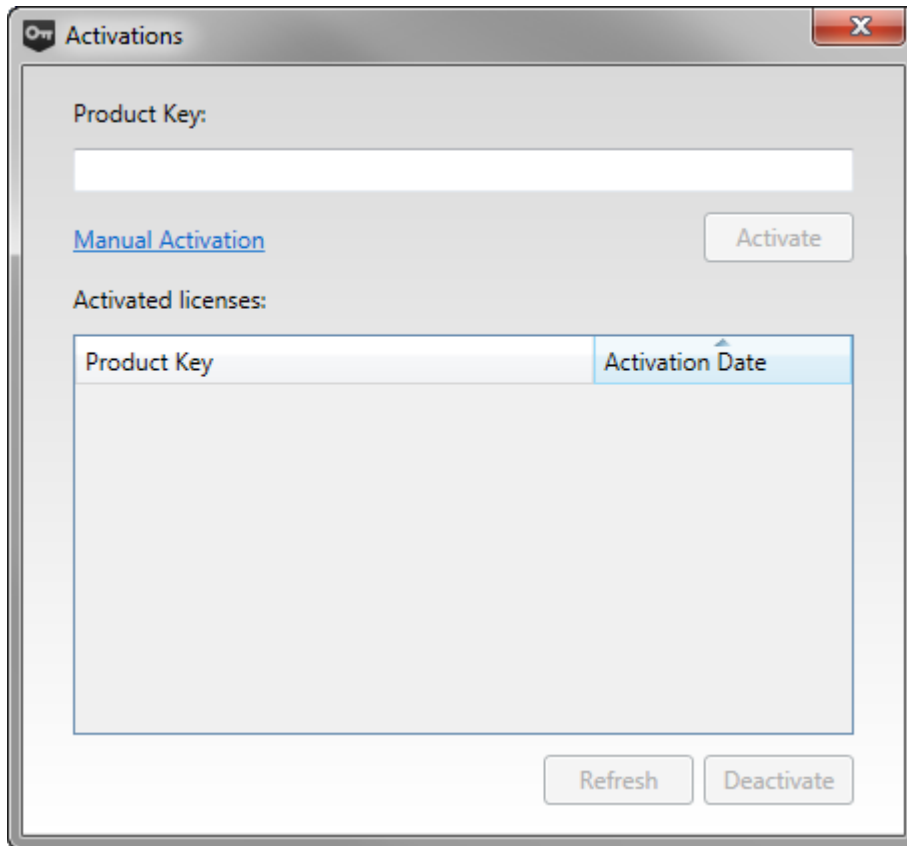 Activations
Product Key:
Manual Activation
Activate
Activated licenses:
Product Key
Activation Date
Refresh
Deactivate